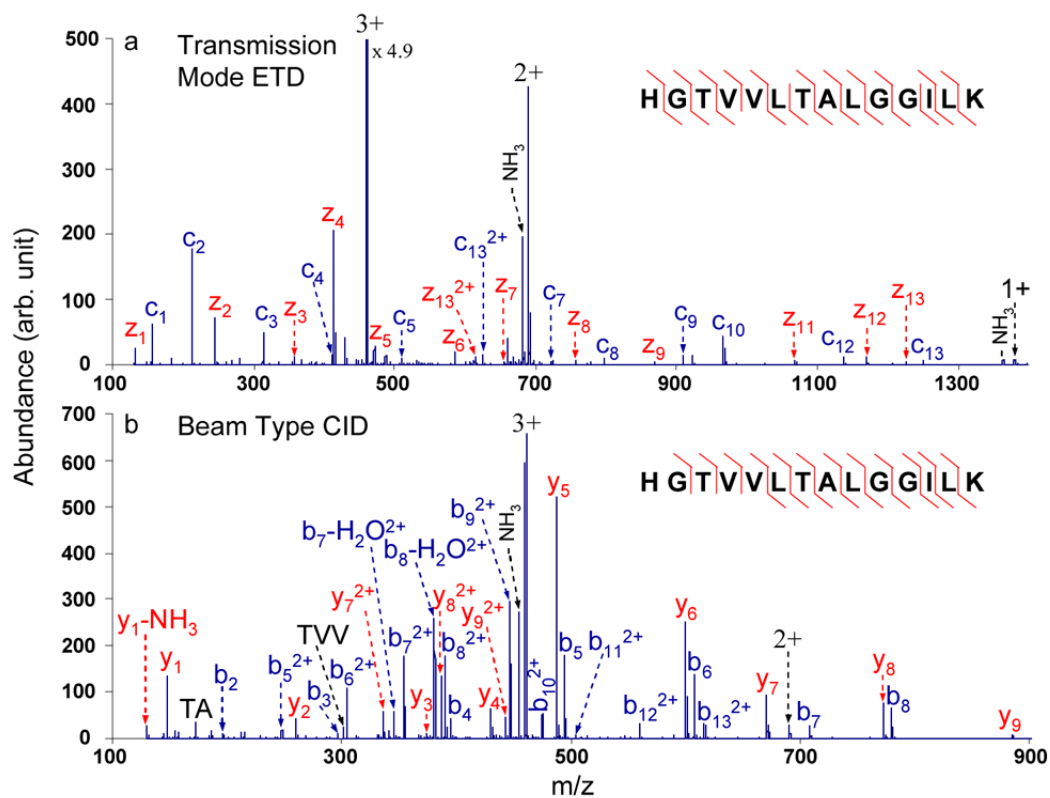 a Transmission
Mode ETD
3+
x 4.9
2+
HGTVVLTALGGILK
500
400
300
200
100
0
z1
c1
c2
z2
c3
z3
c4
z4
z5
c5
z13 2+
z6
c13 2+
z7
NH3
c7
z8
c8
z9
c9
c10
z11
c12
z12
z13
c13
NH3
1+
100 300 500 700 900 1100 1300
Abundance (arb. unit)
b Beam Type CID
3+
HGTVVLTALGGILK
700
600
500
400
300
200
100
0
y1-NH3
y1
TA
b2
b5 2+
y2
b3
TVV
b6 2+
y7 2+
b7-H2O2+
b7 2+
y3
b8-H2O2+
y8 2+
b8 2+
b4
y4
y9 2+
b9 2+
NH3
b10 2+
y5
b5
b11 2+
b12 2+
y6
b6
b13 2+
y7
2+
b7
y8
b8
y9
100 300 500 700 900
m/z